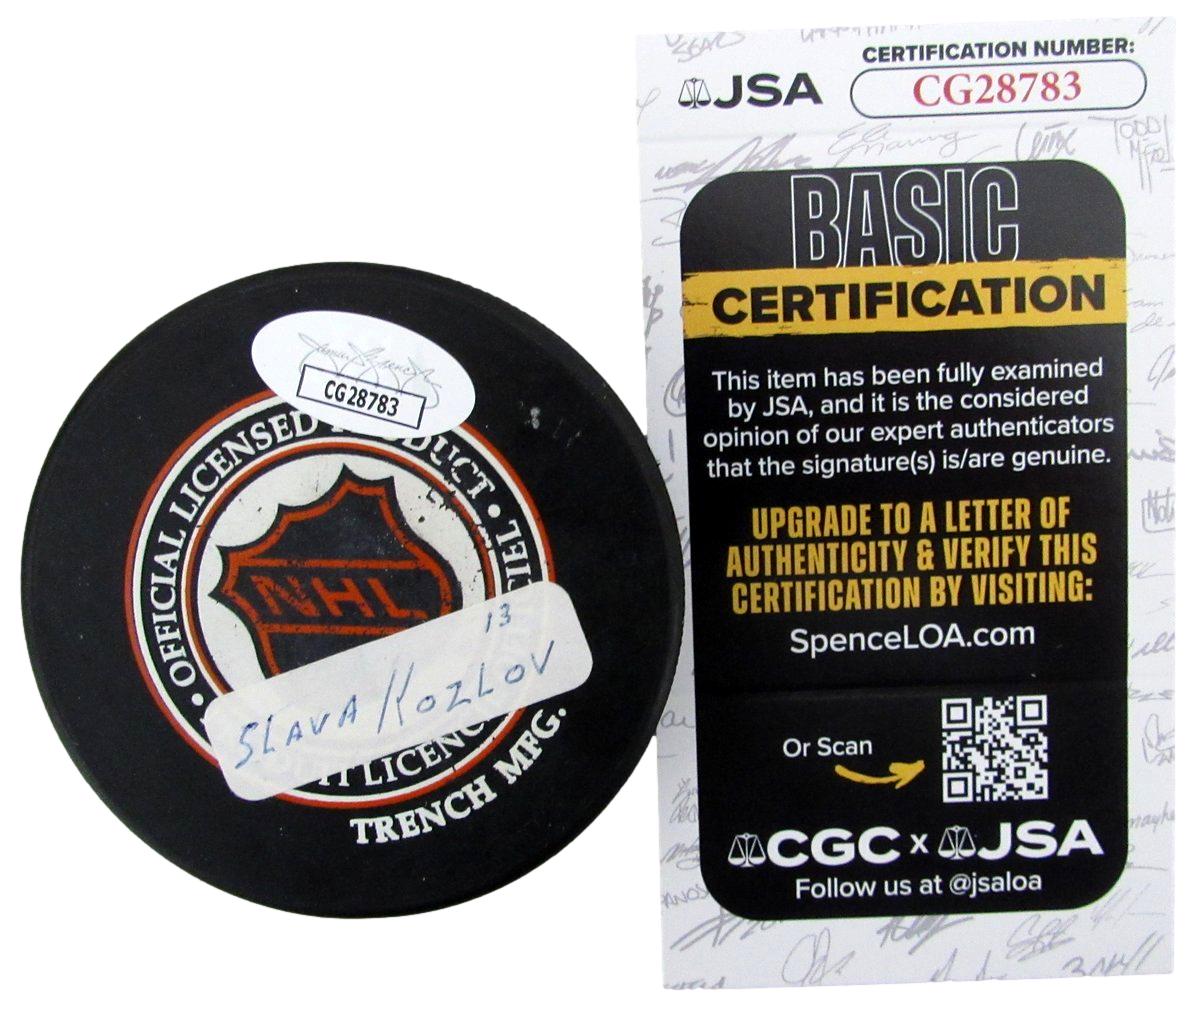 CG28783
OFFICIAL LICENSED PRODUCT •
NHL
13
SLAVA KOZLOV
LICENC
TRENCH MFG.
JSA
CERTIFICATION NUMBER:
CG28783
BASIC
CERTIFICATION
This item has been fully examined
by JSA, and it is the considered
opinion of our expert authenticators
that the signature(s) is/are genuine.
UPGRADE TO A LETTER OF
AUTHENTICITY & VERIFY THIS
CERTIFICATION BY VISITING:
SpenceLOA.com
Or Scan
CGC x JSA
Follow us at @jsaloa